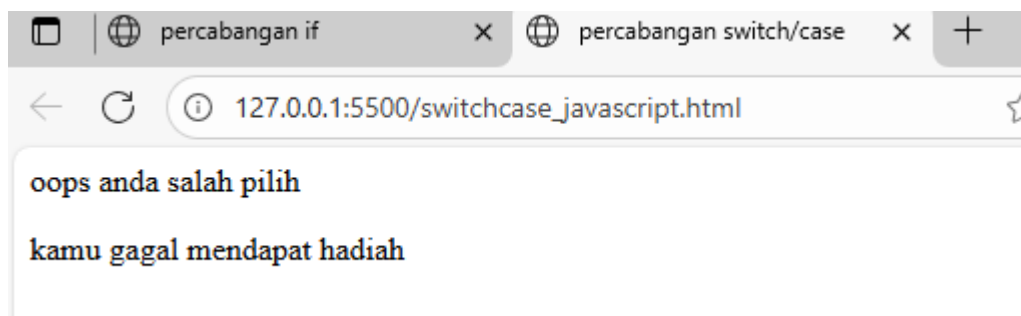 percabangan if
percabangan switch/case
127.0.0.1:5500/switchcase_javascript.html
oops anda salah pilih
kamu gagal mendapat hadiah